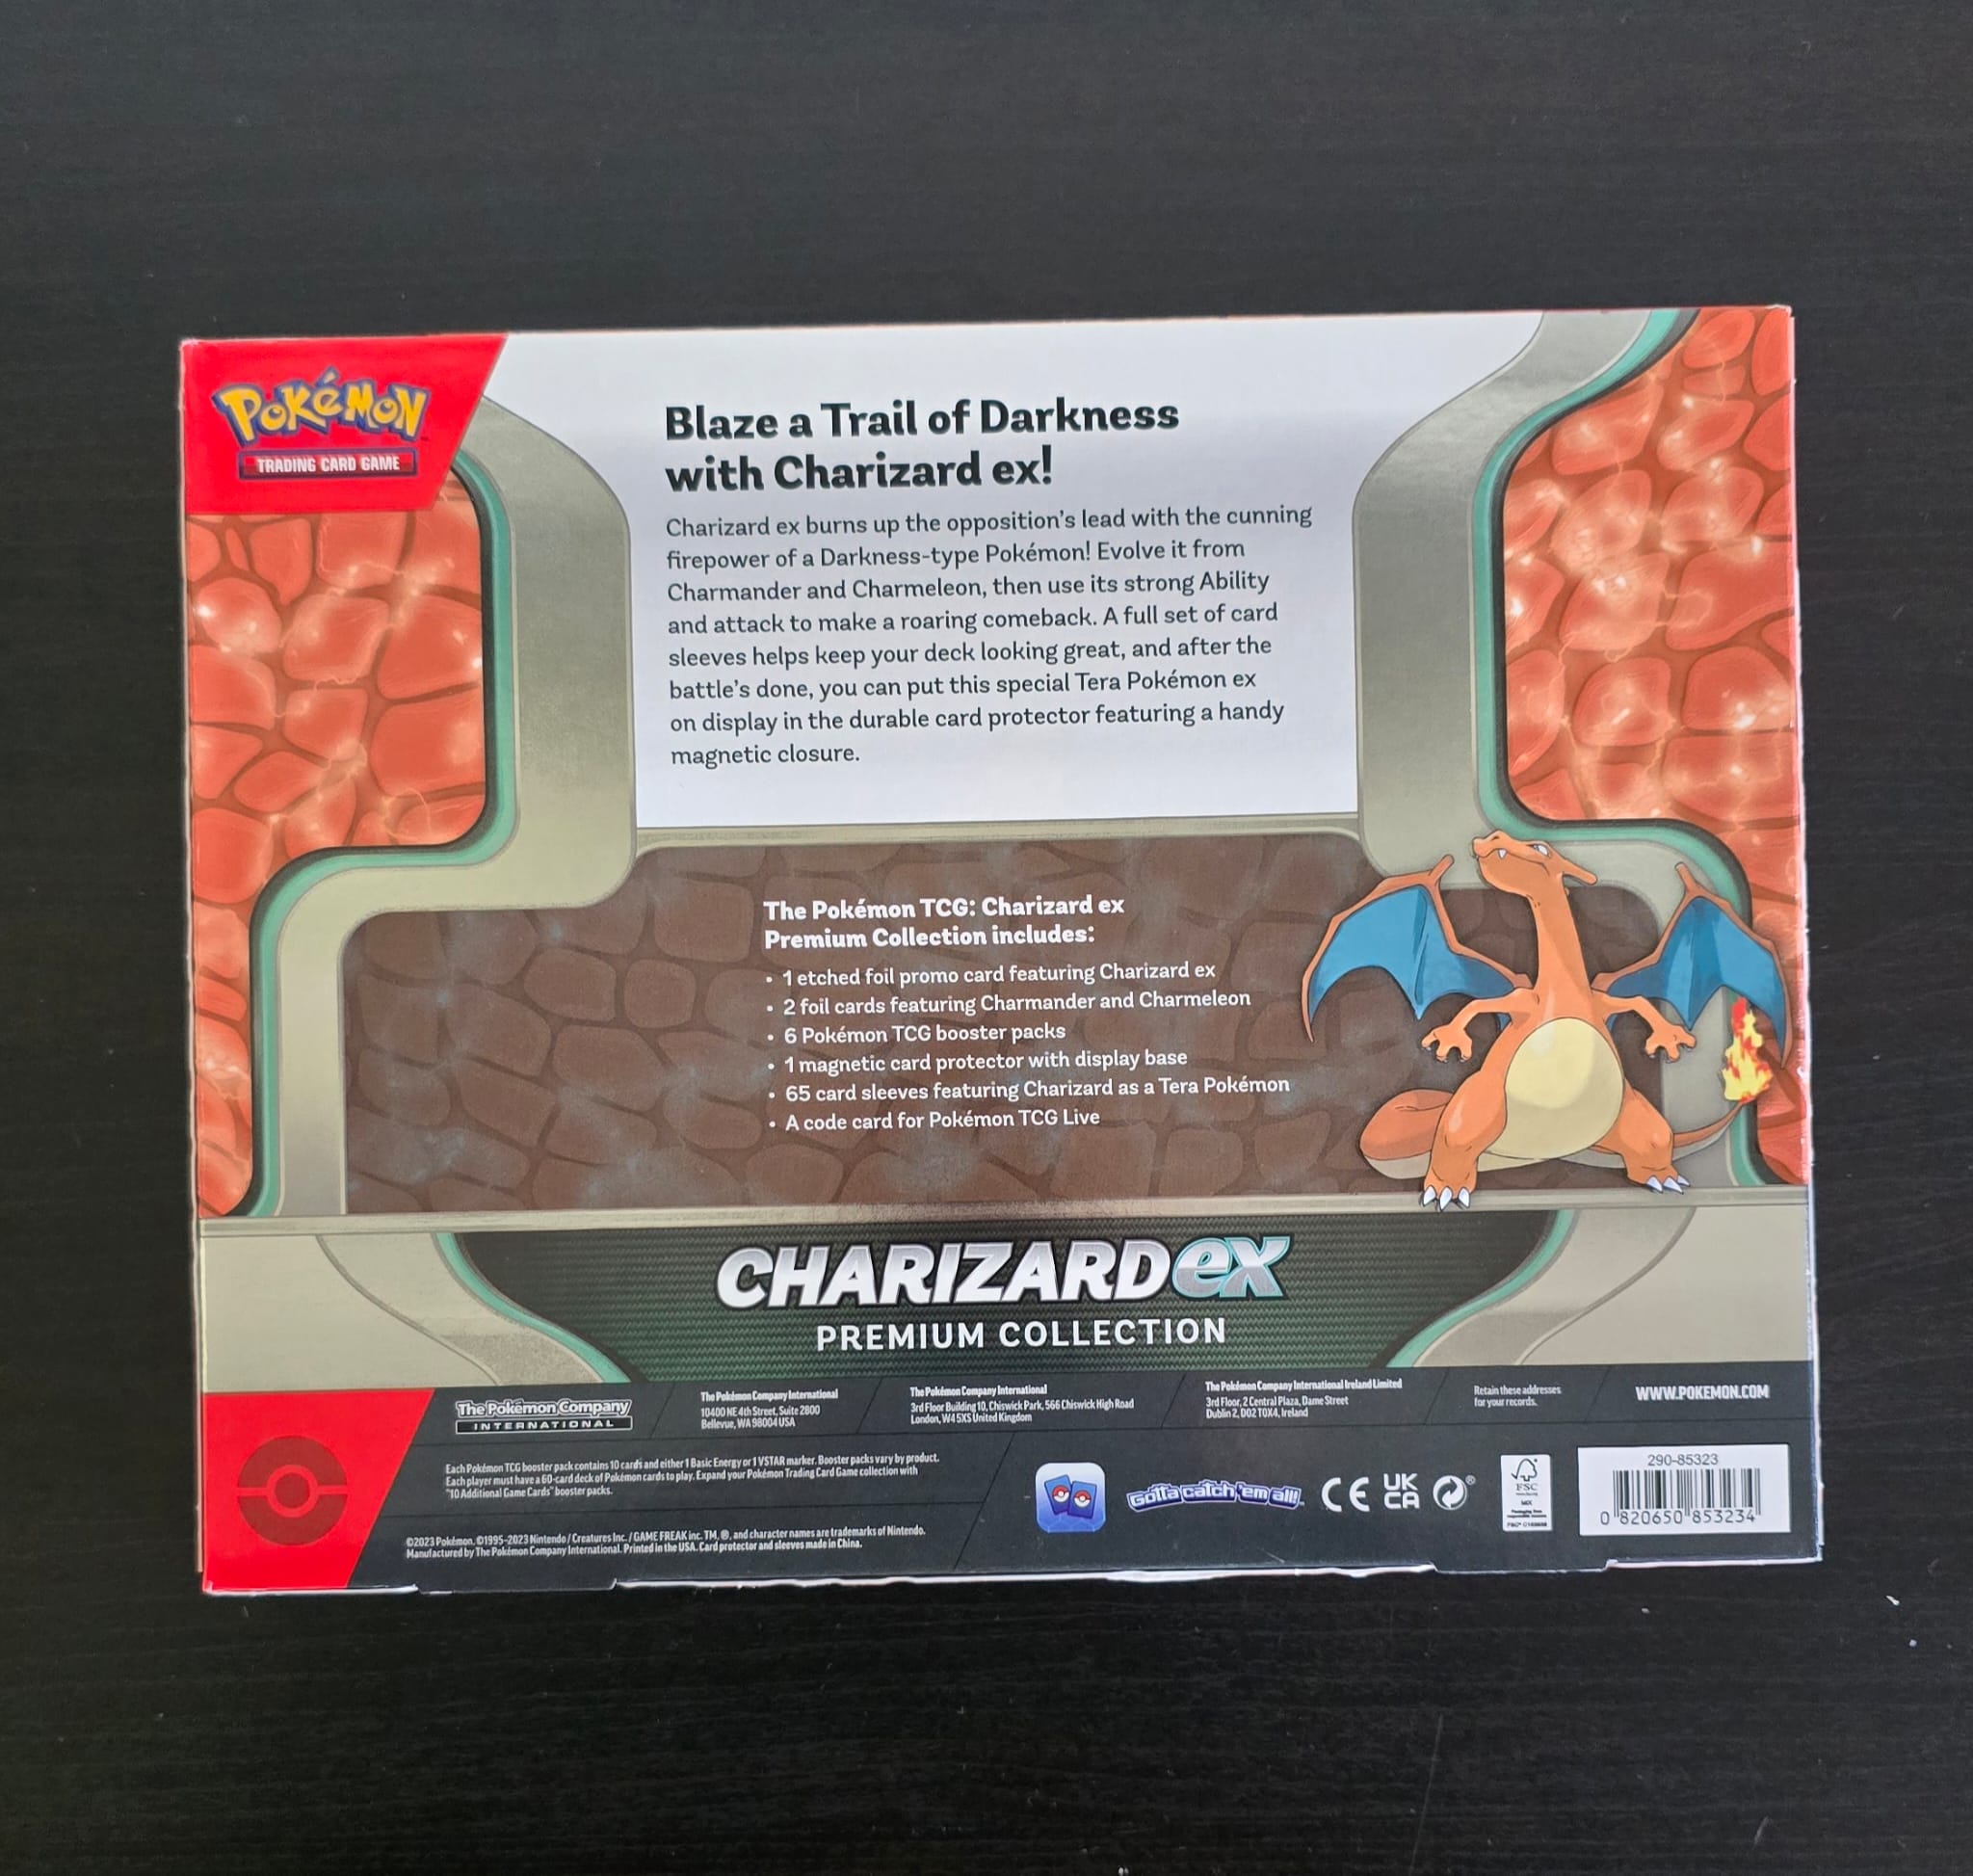 POKéMON
TRADING CARD GAME
Blaze a Trail of Darkness
with Charizard ex!
Charizard ex burns up the opposition's lead with the cunning
firepower of a Darkness-type Pokémon! Evolve it from
Charmander and Charmeleon, then use its strong Ability
and attack to make a roaring comeback. A full set of card
sleeves helps keep your deck looking great, and after the
battle's done, you can put this special Tera Pokémon ex
on display in the durable card protector featuring a handy
magnetic closure.
The Pokémon TCG: Charizard ex
Premium Collection includes:
• 1 etched foil promo card featuring Charizard ex
• 2 foil cards featuring Charmander and Charmeleon
• 6 Pokémon TCG booster packs
• 1 magnetic card protector with display base
• 65 card sleeves featuring Charizard as a Tera Pokémon
• A code card for Pokémon TCG Live
CHARIZARD ex
PREMIUM COLLECTION
The Pokémon Company
INTERNATIONAL
The Pokémon Company International
10400 NE 4th Street, Suite 2800
Bellevue, WA 98004 USA
The Pokémon Company International
3rd Floor Building 10, Chiswick Park, 566 Chiswick High Road
London, W4 5XS United Kingdom
The Pokémon Company International Ireland Limited
3rd Floor, 2 Central Plaza, Dame Street
Dublin 2, D02 T0X4, Ireland
Retain these addresses
for your records.
WWW.POKEMON.COM
Each Pokémon TCG booster pack contains 10 cards and either 1 Basic Energy or 1 VSTAR marker. Booster packs vary by product.
Each player must have a 60-card deck of Pokémon cards to play. Expand your Pokémon Trading Card Game collection with
"10 Additional Game Cards" booster packs.
©2023 Pokémon. ©1995–2023 Nintendo / Creatures Inc. / GAME FREAK inc. TM, ®, and character names are trademarks of Nintendo.
Manufactured by The Pokémon Company International. Printed in the USA. Card protector and sleeves made in China.
Gotta catch 'em all!
CE
UK
CA
®
FSC
MIX
290-85323
0 820650 853234